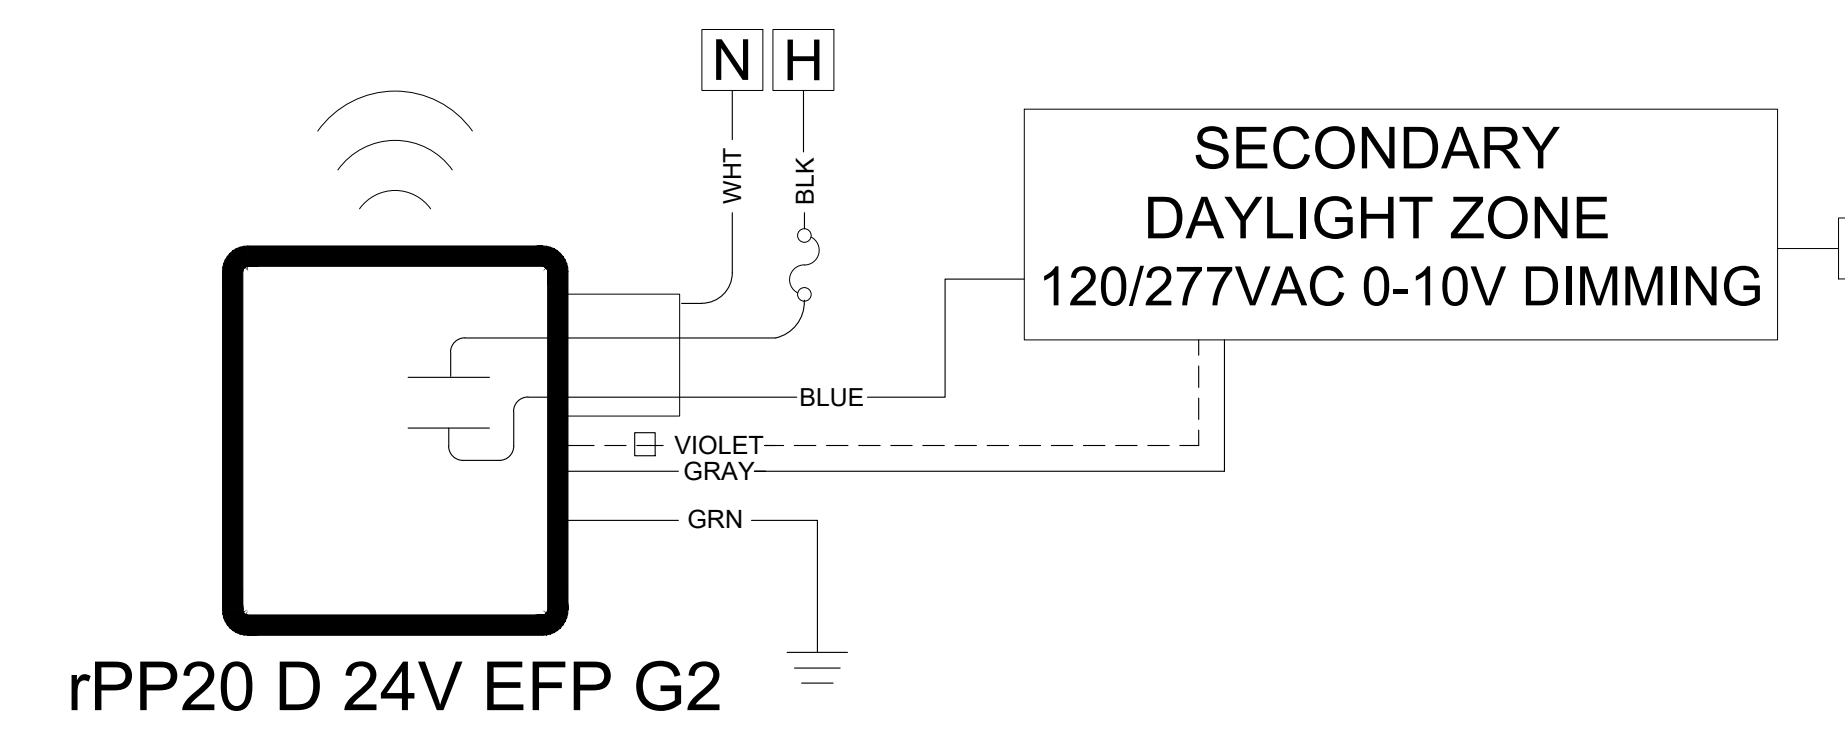 N H
WHT
BLK
SECONDARY
DAYLIGHT ZONE
120/277VAC 0-10V DIMMING
BLUE
VIOLET
GRAY
GRN
rPP20 D 24V EFP G2